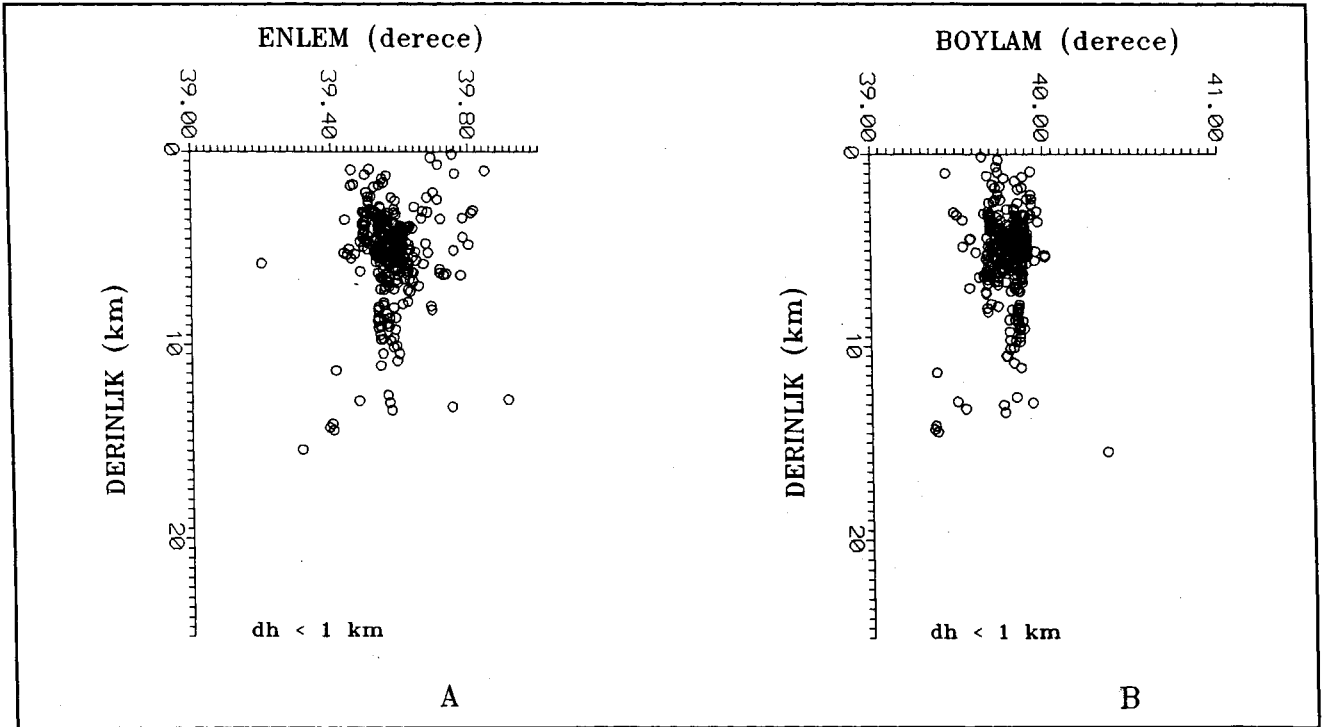 ENLEM (derece)
39.00
39.40
39.80
0
10
20
DERINLIK (km)
dh < 1 km
A
BOYLAM (derece)
39.00
40.00
41.00
0
10
20
DERINLIK (km)
dh < 1 km
B